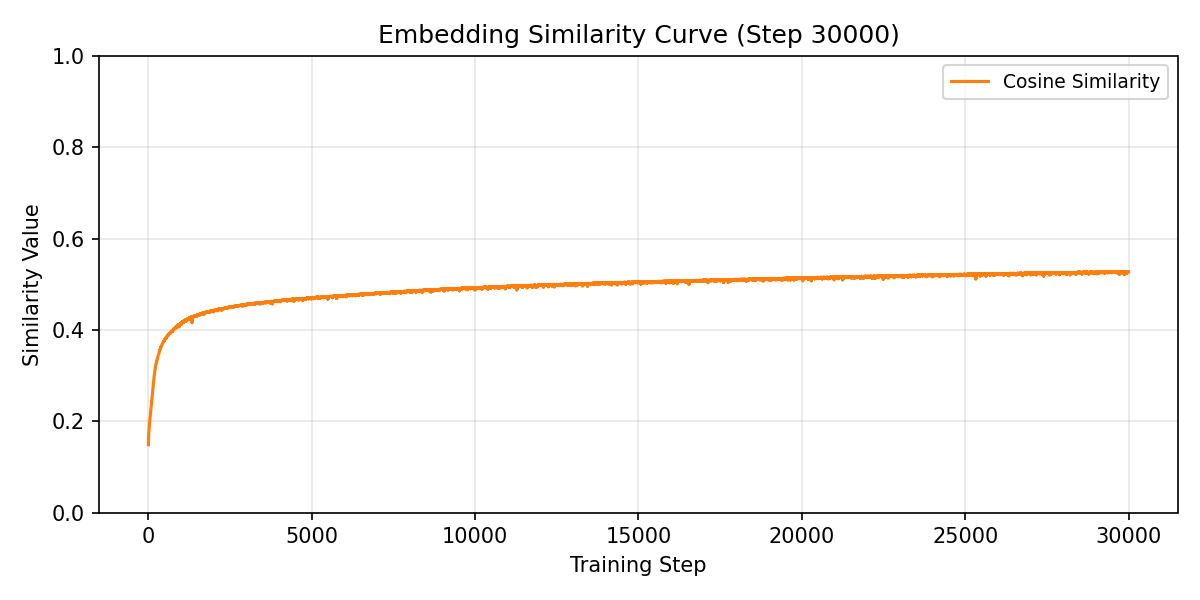 Embedding Similarity Curve (Step 30000)
Cosine Similarity
Similarity Value
1.0
0.8
0.6
0.4
0.2
0.0
0 5000 10000 15000 20000 25000 30000
Training Step